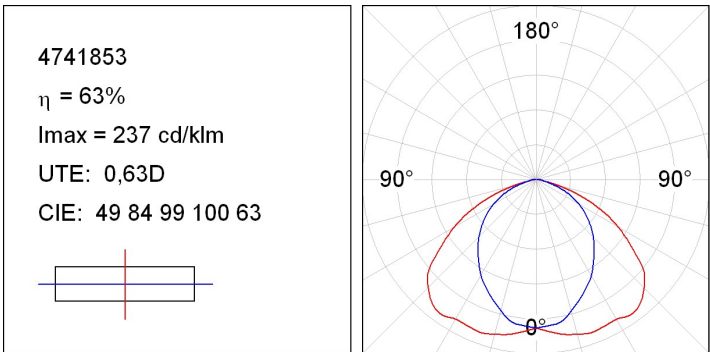 4741853
η = 63%
Imax = 237 cd/klm
UTE: 0,63D
CIE: 49 84 99 100 63
180°
90° 90°
0°